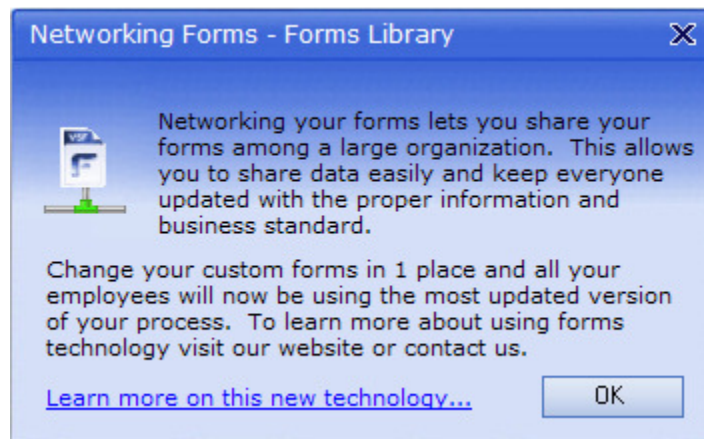 Networking Forms - Forms Library
VSF
F
Networking your forms lets you share your
forms among a large organization.  This allows
you to share data easily and keep everyone
updated with the proper information and
business standard.
Change your custom forms in 1 place and all your
employees will now be using the most updated version
of your process.  To learn more about using forms
technology visit our website or contact us.
Learn more on this new technology...
OK